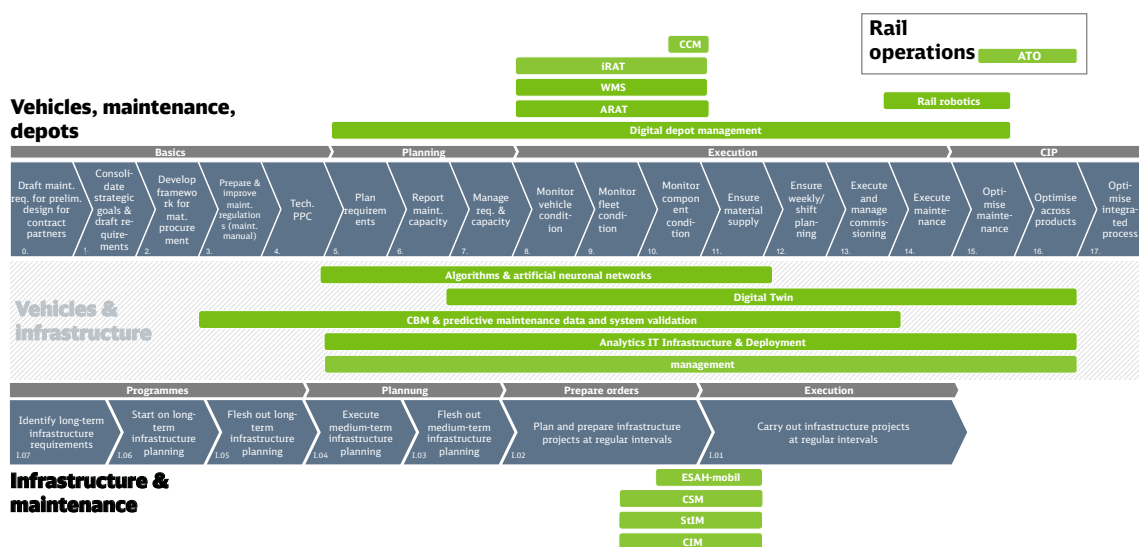 Rail
operations
ATO
CCM
iRAT
WMS
ARAT
Rail robotics
Digital depot management
Vehicles, maintenance,
depots
Basics
Planning
Execution
CIP
Draft maint.
req. for prelim.
design for
contract
partners
0.
Consoli-
date
strategic
goals &
draft re-
quire-
ments
1.
Develop
framewo
rk for
mat.
procure
ment
2.
Prepare &
improve
maint.
regulation
s (maint.
manual)
3.
Tech.
PPC
4.
Plan
requirem
ents
5.
Report
maint.
capacity
6.
Manage
req. &
capacity
7.
Monitor
vehicle
condit-
ion
8.
Monitor
fleet
condi-
tion
9.
Monitor
compon
ent
condi-
tion
10.
Ensure
material
supply
11.
Ensure
weekly/
shift
plan-
ning
12.
Execute
and
manage
commis-
sioning
13.
Execute
mainte-
nance
14.
Opti-
mise
mainte-
nance
15.
Optimise
across
products
16.
Opti-
mise
integra-
ted
process
17.
Algorithms & artificial neuronal networks
Digital Twin
Vehicles &
infrastructure
CBM & predictive maintenance data and system validation
Analytics IT Infrastructure & Deployment
management
Programmes
Plannung
Prepare orders
Execution
Identify long-term
infrastructure
requirements
I.07
Start on long-
term
infrastructure
planning
I.06
Flesh out long-
term
infrastructure
planning
I.05
Execute
medium-term
infrastructure
planning
I.04
Flesh out
medium-term
infrastructure
planning
I.03
Plan and prepare infrastructure
projects at regular intervals
I.02
Carry out infrastructure projects
at regular intervals
I.01
Infrastructure &
maintenance
ESAH-mobil
CSM
StIM
CIM